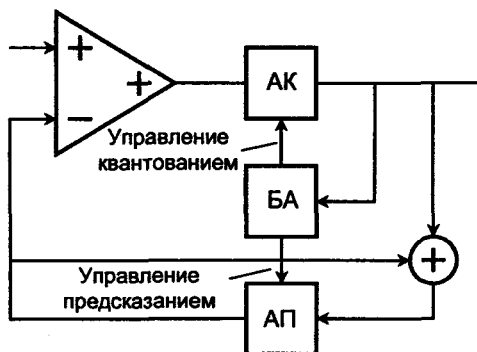 +
+
−
АК
Управление
квантованием
БА
+
Управление
предсказанием
АП